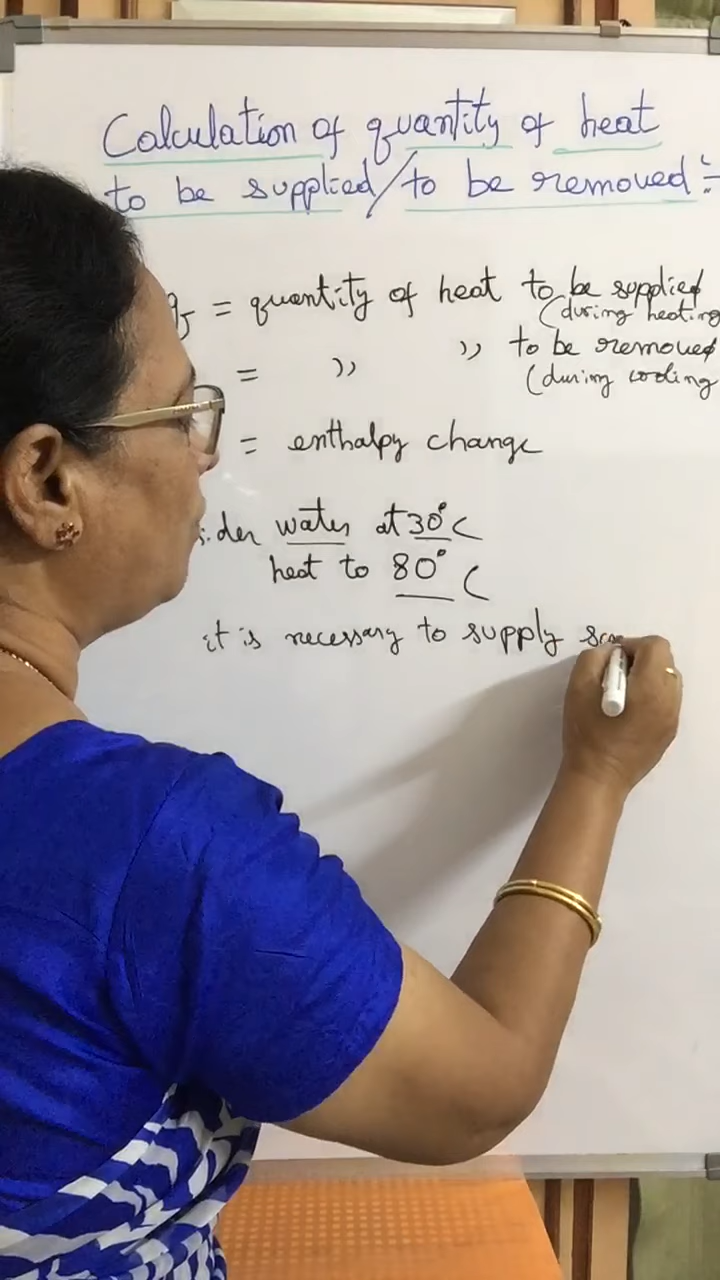 Calculation of quantity of heat
to be supplied/to be removed:-
q = quantity of heat to be supplied
(during heating
= ,, ,, to be removed
(during cooling
= enthalpy change
water at 30°C
heat to 80°C
it is necessary to supply